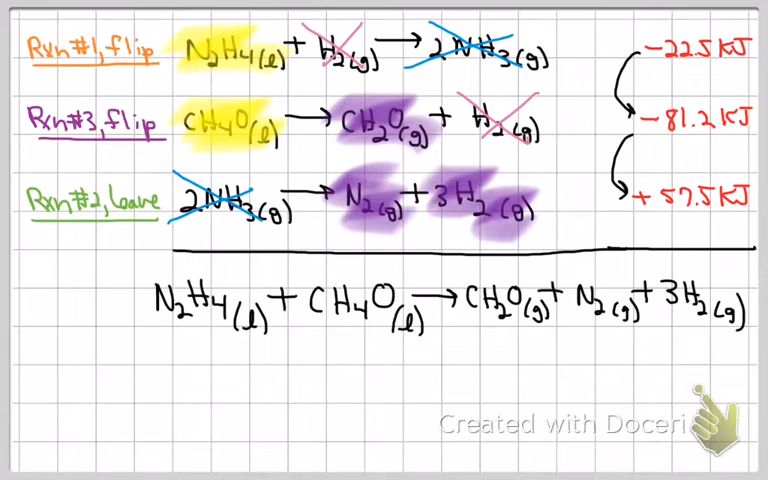 Rxn#1, flip N₂H₄(l) + H₂(g) → 2NH₃(g) -22.5 KJ
Rxn#3, flip CH₄O(l) → CH₂O(g) + H₂(g) -81.2 KJ
Rxn#2, leave 2NH₃(g) → N₂(g) + 3H₂(g) + 57.5 KJ
N₂H₄(l) + CH₄O(l) → CH₂O(g) + N₂(g) + 3H₂(g)
Created with Doceri